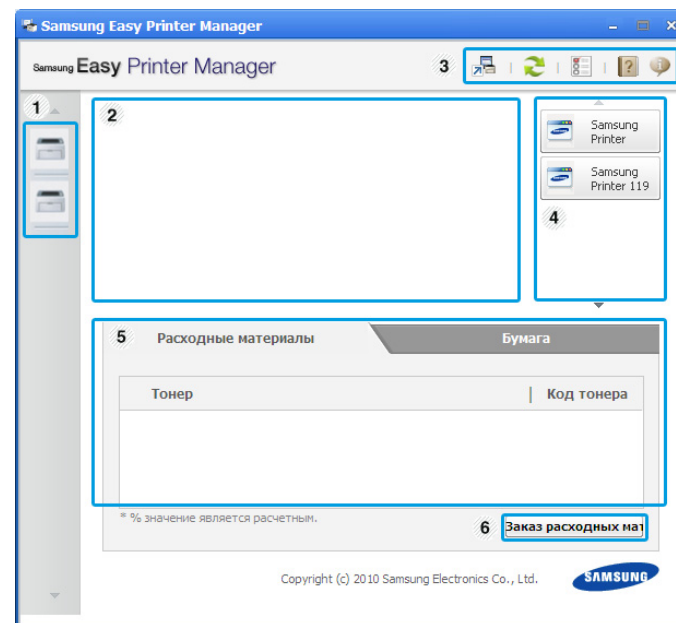 Samsung Easy Printer Manager
Samsung Easy Printer Manager
3
1
2
Samsung
Printer
Samsung
Printer 119
4
5
Расходные материалы
Бумага
Тонер
Код тонера
* % значение является расчетным.
6
Заказ расходных мат
Copyright (c) 2010 Samsung Electronics Co., Ltd.
SAMSUNG